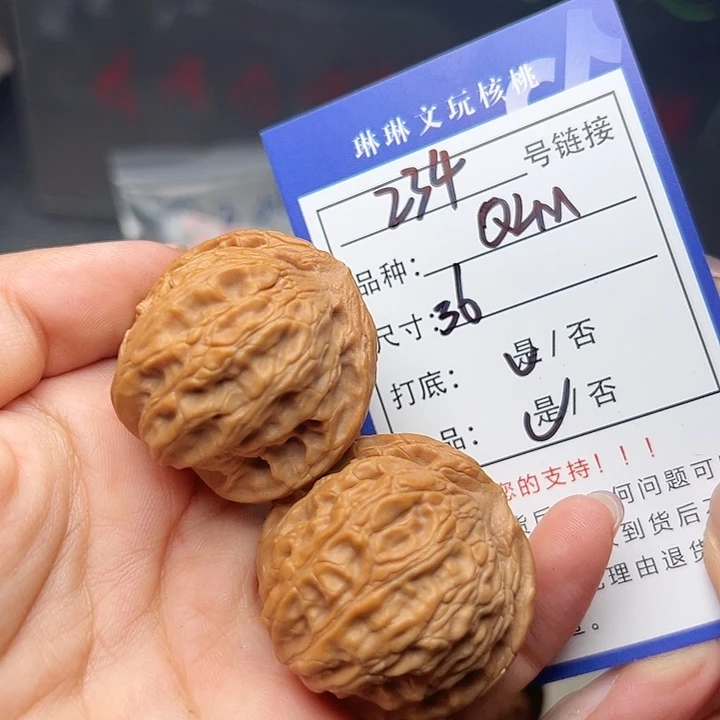 琳琳文玩核桃
234 号链接
品种: QLM
尺寸: 36
打底: 是 / 否
品: 是 / 否
您的支持！！！
何问题可
到货后
理由退货
。